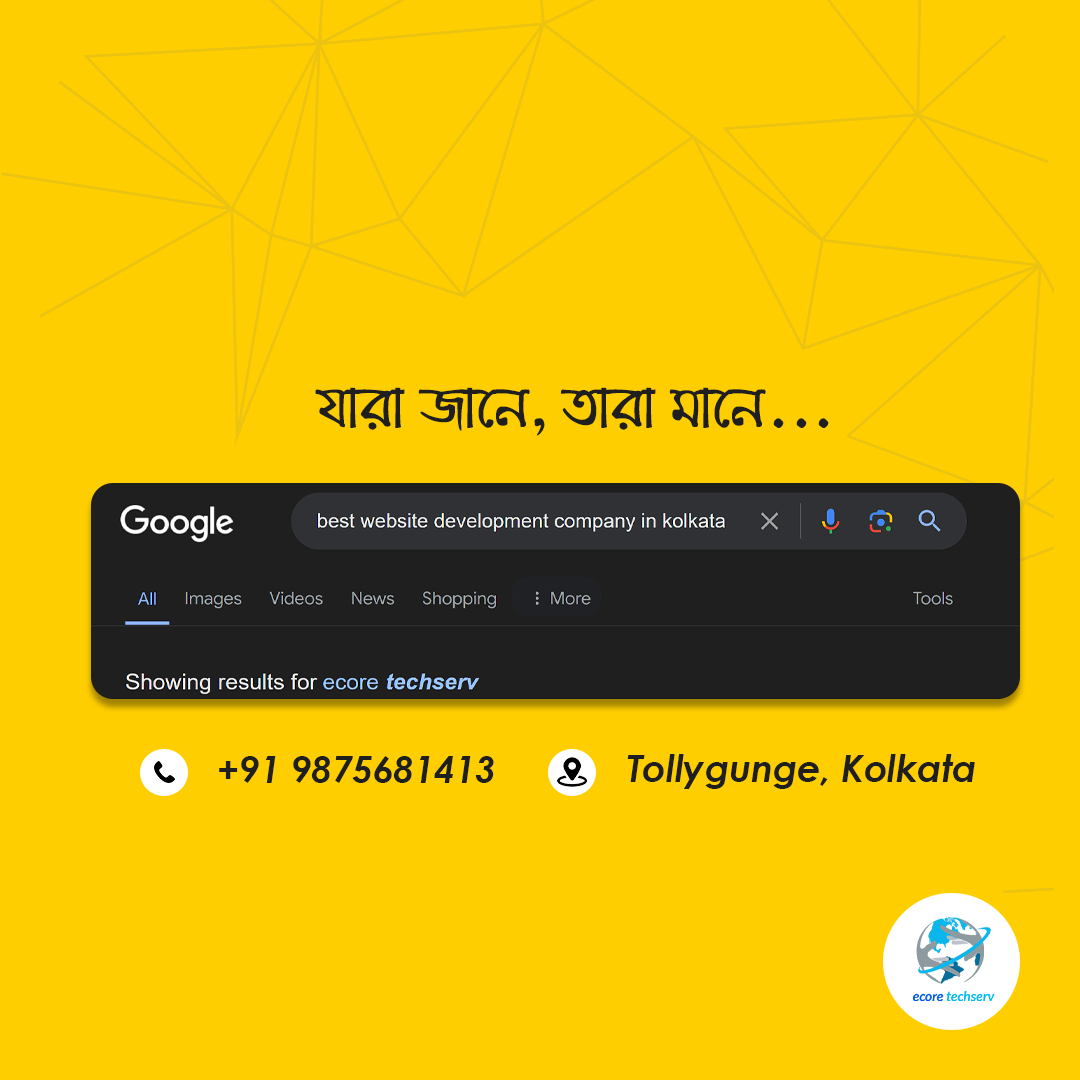 যারা জানে, তারা মানে...
Google best website development company in kolkata
All Images Videos News Shopping More Tools
Showing results for ecore techserv
+91 9875681413 Tollygunge, Kolkata
ecore techserv